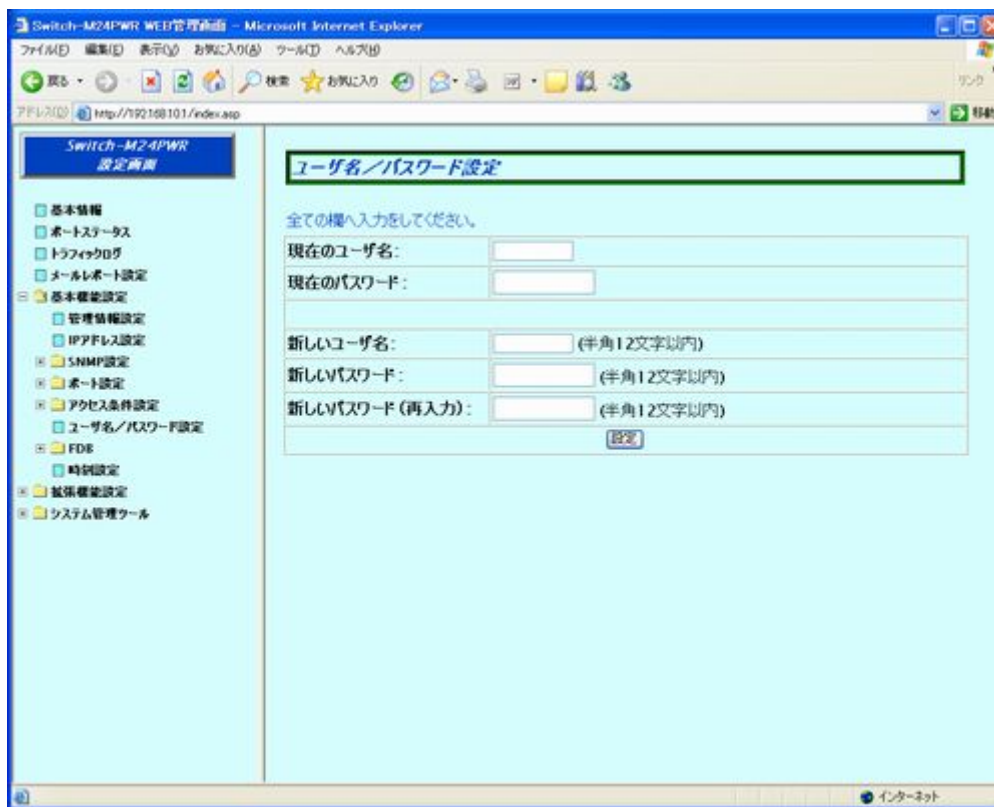 Switch-M24PWR WEB管理画面 - Microsoft Internet Explorer
ファイル(F) 編集(E) 表示(V) お気に入り(A) ツール(T) ヘルプ(H)
戻る 検索 お気に入り リンク
アドレス(D) http://192.168.10.1/index.asp 移動
Switch-M24PWR
設定画面
基本情報
ポートステータス
トラフィックログ
メールレポート設定
基本機能設定
管理情報設定
IPアドレス設定
SNMP設定
ポート設定
アクセス条件設定
ユーザ名/パスワード設定
FDB
時刻設定
拡張機能設定
システム管理ツール
ユーザ名/パスワード設定
全ての欄へ入力をしてください。
現在のユーザ名:
現在のパスワード:
新しいユーザ名: (半角12文字以内)
新しいパスワード: (半角12文字以内)
新しいパスワード(再入力): (半角12文字以内)
設定
インターネット